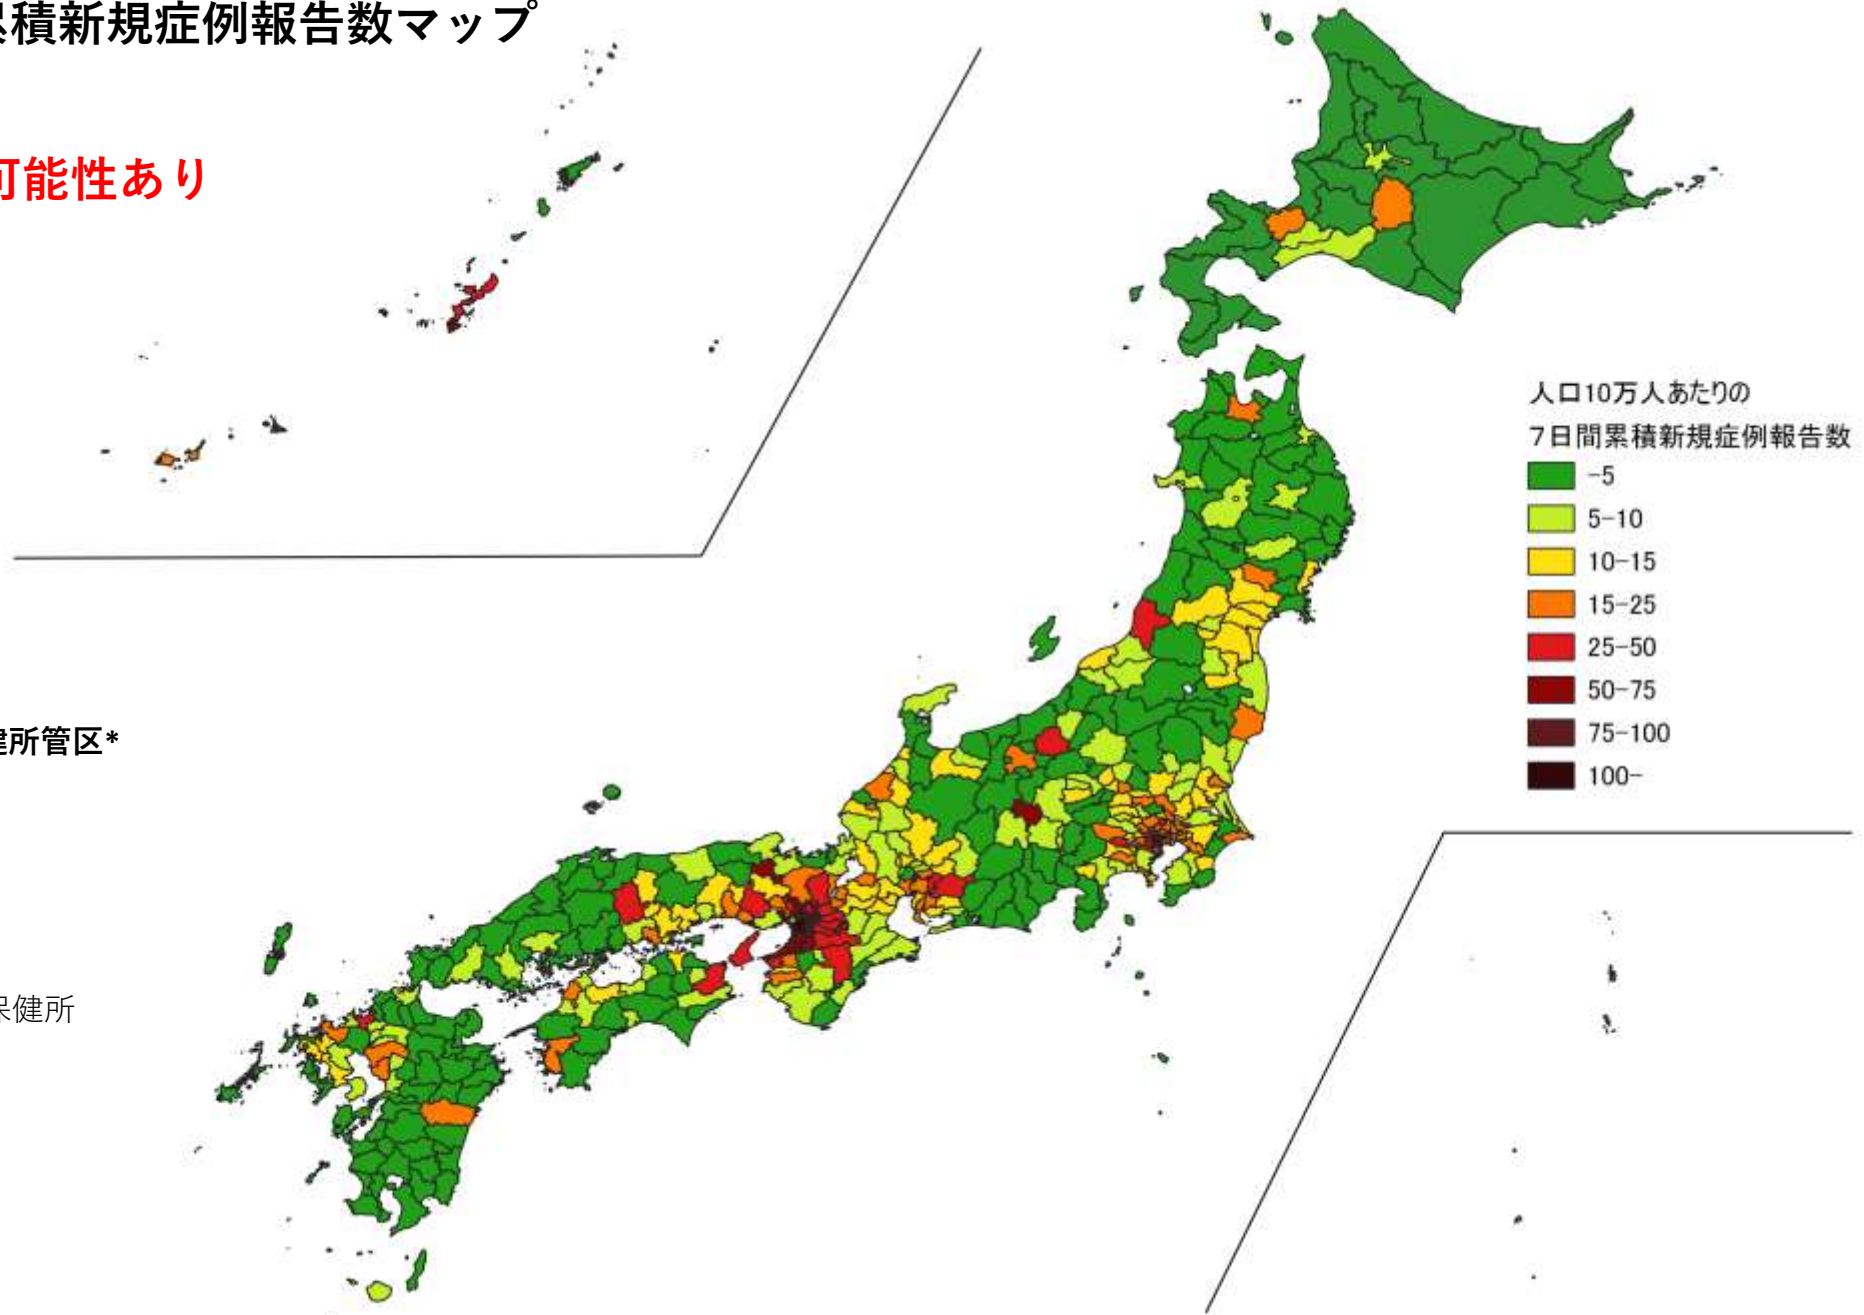 積新規症例報告数マップ
可能性あり
人口10万人あたりの
7日間累積新規症例報告数
-5
5-10
10-15
15-25
25-50
50-75
75-100
100-
健所管区*
保健所